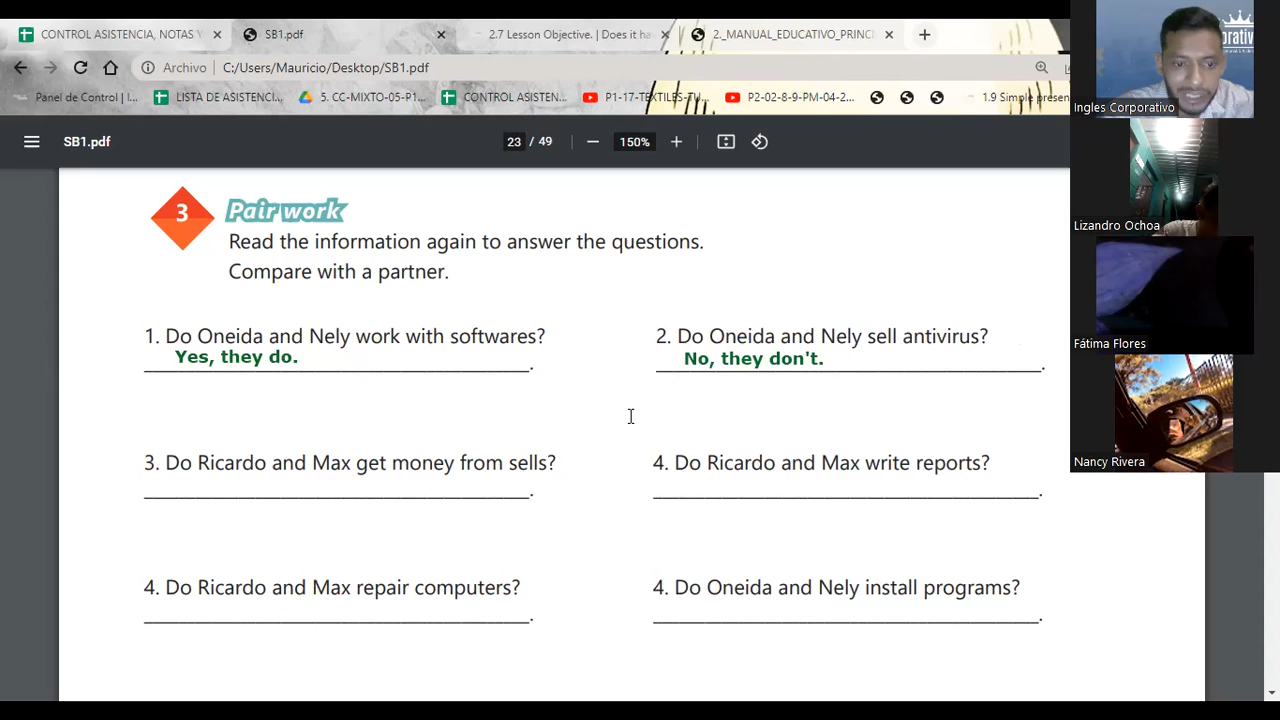 CONTROL ASISTENCIA, NOTAS Y
SB1.pdf
2.7 Lesson Objective. | Does it ha
2._MANUAL_EDUCATIVO_PRINCI
Archivo
C:/Users/Mauricio/Desktop/SB1.pdf
Panel de Control | I...
LISTA DE ASISTENCI...
5. CC-MIXTO-05-P1...
CONTROL ASISTEN...
P1-17-TEXTILES-TU...
P2-02-8-9-PM-04-2...
1.9 Simple presen
SB1.pdf
23 / 49
150%
3
Pair work
Read the information again to answer the questions.
Compare with a partner.
1. Do Oneida and Nely work with softwares?
Yes, they do.
2. Do Oneida and Nely sell antivirus?
No, they don't.
3. Do Ricardo and Max get money from sells?
4. Do Ricardo and Max write reports?
4. Do Ricardo and Max repair computers?
4. Do Oneida and Nely install programs?
Ingles Corporativo
Lizandro Ochoa
Fátima Flores
Nancy Rivera